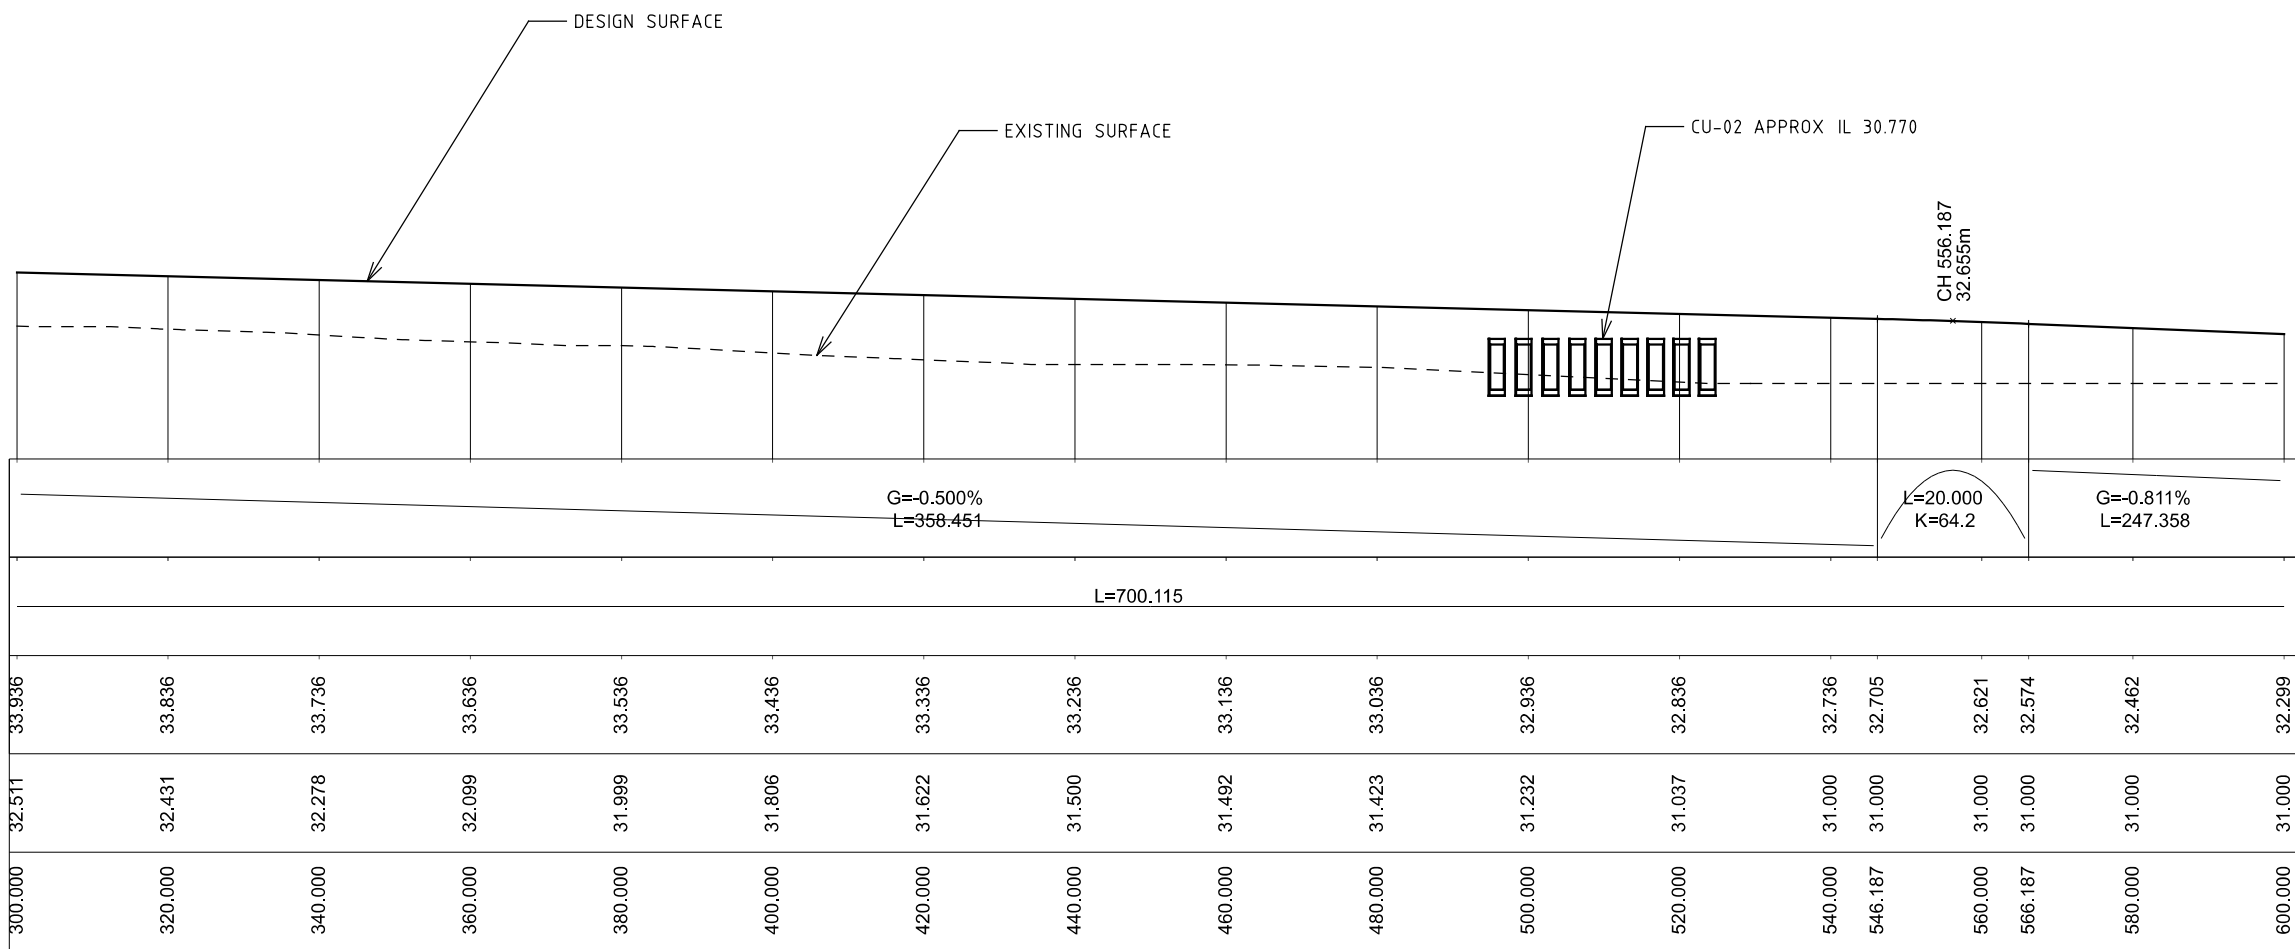 DESIGN SURFACE
EXISTING SURFACE
CU-02 APPROX IL 30.770
CH 556.187
32.655m
G=-0.500%
L=358.451
L=20.000
K=64.2
G=-0.811%
L=247.358
L=700.115
33.936 33.836 33.736 33.636 33.536 33.436 33.336 33.236 33.136 33.036 32.936 32.836 32.736 32.705 32.621 32.574 32.462 32.299
32.511 32.431 32.278 32.099 31.999 31.806 31.622 31.500 31.492 31.423 31.232 31.037 31.000 31.000 31.000 31.000 31.000 31.000
300.000 320.000 340.000 360.000 380.000 400.000 420.000 440.000 460.000 480.000 500.000 520.000 540.000 546.187 560.000 566.187 580.000 600.000